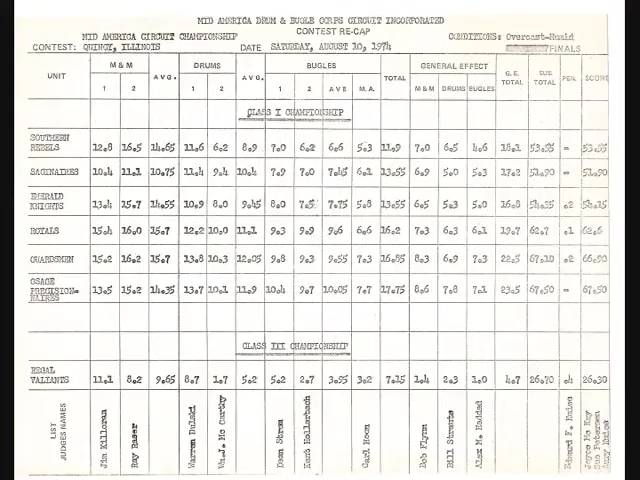 MID AMERICA DRUM & BUGLE CORPS CIRCUIT INCORPORATED
MID AMERICA CIRCUIT CHAMPIONSHIP CONTEST RE-CAP CONDITIONS: Overcast-Humid
CONTEST: QUINCY, ILLINOIS DATE SATURDAY, AUGUST 10, 1974 FINALS
UNIT M & M AVG. DRUMS AVG. BUGLES TOTAL GENERAL EFFECT G. E. TOTAL SUB TOTAL PEN. SCORE
1 2 1 2 1 2 AVE M.A. M&M DRUMS BUGLES
CLASS I CHAMPIONSHIP
SOUTHERN REBELS 12.8 16.5 14.65 11.6 6.2 8.9 7.0 6.2 6.6 5.3 11.9 7.0 6.5 4.6 18.1 53.55 - 53.55
SAGINAIRES 10.4 11.1 10.75 11.4 9.4 10.4 7.9 7.0 7.45 6.1 13.55 6.9 5.0 5.3 17.2 51.90 - 51.90
EMERALD KNIGHTS 13.4 15.7 14.55 10.9 8.0 9.45 8.0 7.5 7.75 5.8 13.55 6.5 5.3 5.0 16.8 54.35 .2 54.15
ROYALS 15.4 16.0 15.7 12.2 10.0 11.1 9.3 9.9 9.6 6.6 16.2 7.3 6.3 6.1 19.7 62.7 .1 62.6
GUARDSMEN 15.2 16.2 15.7 13.8 10.3 12.05 9.8 9.3 9.55 7.3 16.85 8.3 6.9 7.3 22.5 67.10 .2 66.90
OSAGE PRECISION-NAIRES 13.5 15.2 14.35 13.7 10.1 11.9 10.4 9.7 10.05 7.7 17.75 8.6 7.8 7.1 23.5 67.50 - 67.50
CLASS III CHAMPIONSHIP
REGAL VALIANTS 11.1 8.2 9.65 8.7 1.7 5.2 5.2 2.7 3.95 3.2 7.15 1.4 2.3 1.0 4.7 26.70 .4 26.30
LIST JUDGES NAMES
Jim Killoran
Ray Baser
Warren Dulski
Wm.J. Mc Carthy
Dean Strom
Kent Hollenbach
Carl Moon
Bob Flynn
Bill
Alex M. Haddad
Edward F.
Joyce Mc Kay
Sue Petersen